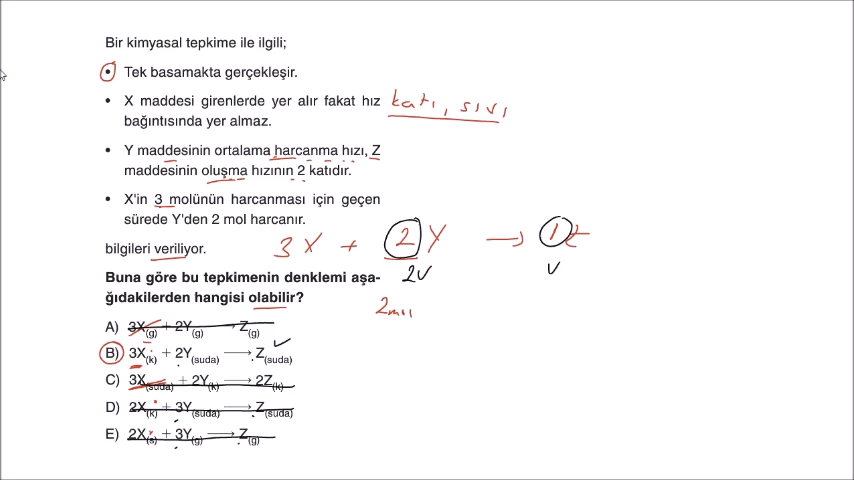 Bir kimyasal tepkime ile ilgili;
• Tek basamakta gerçekleşir.
• X maddesi girenlerde yer alır fakat hız katı, sıvı
bağıntısında yer almaz.
• Y maddesinin ortalama harcanma hızı, Z
maddesinin oluşma hızının 2 katıdır.
• X'in 3 molünün harcanması için geçen
sürede Y'den 2 mol harcanır.
bilgileri veriliyor.
3X + 2Y → 1Z
2V V
Buna göre bu tepkimenin denklemi aşa-
ğıdakilerden hangisi olabilir?
2mol
A) 3X(g) + 2Y(g) → Z(g)
B) 3X(k) + 2Y(suda) → Z(suda)
C) 3X(suda) + 2Y(k) → 2Z(k)
D) 2X(k) + 3Y(suda) → Z(suda)
E) 2X(s) + 3Y(g) → Z(g)